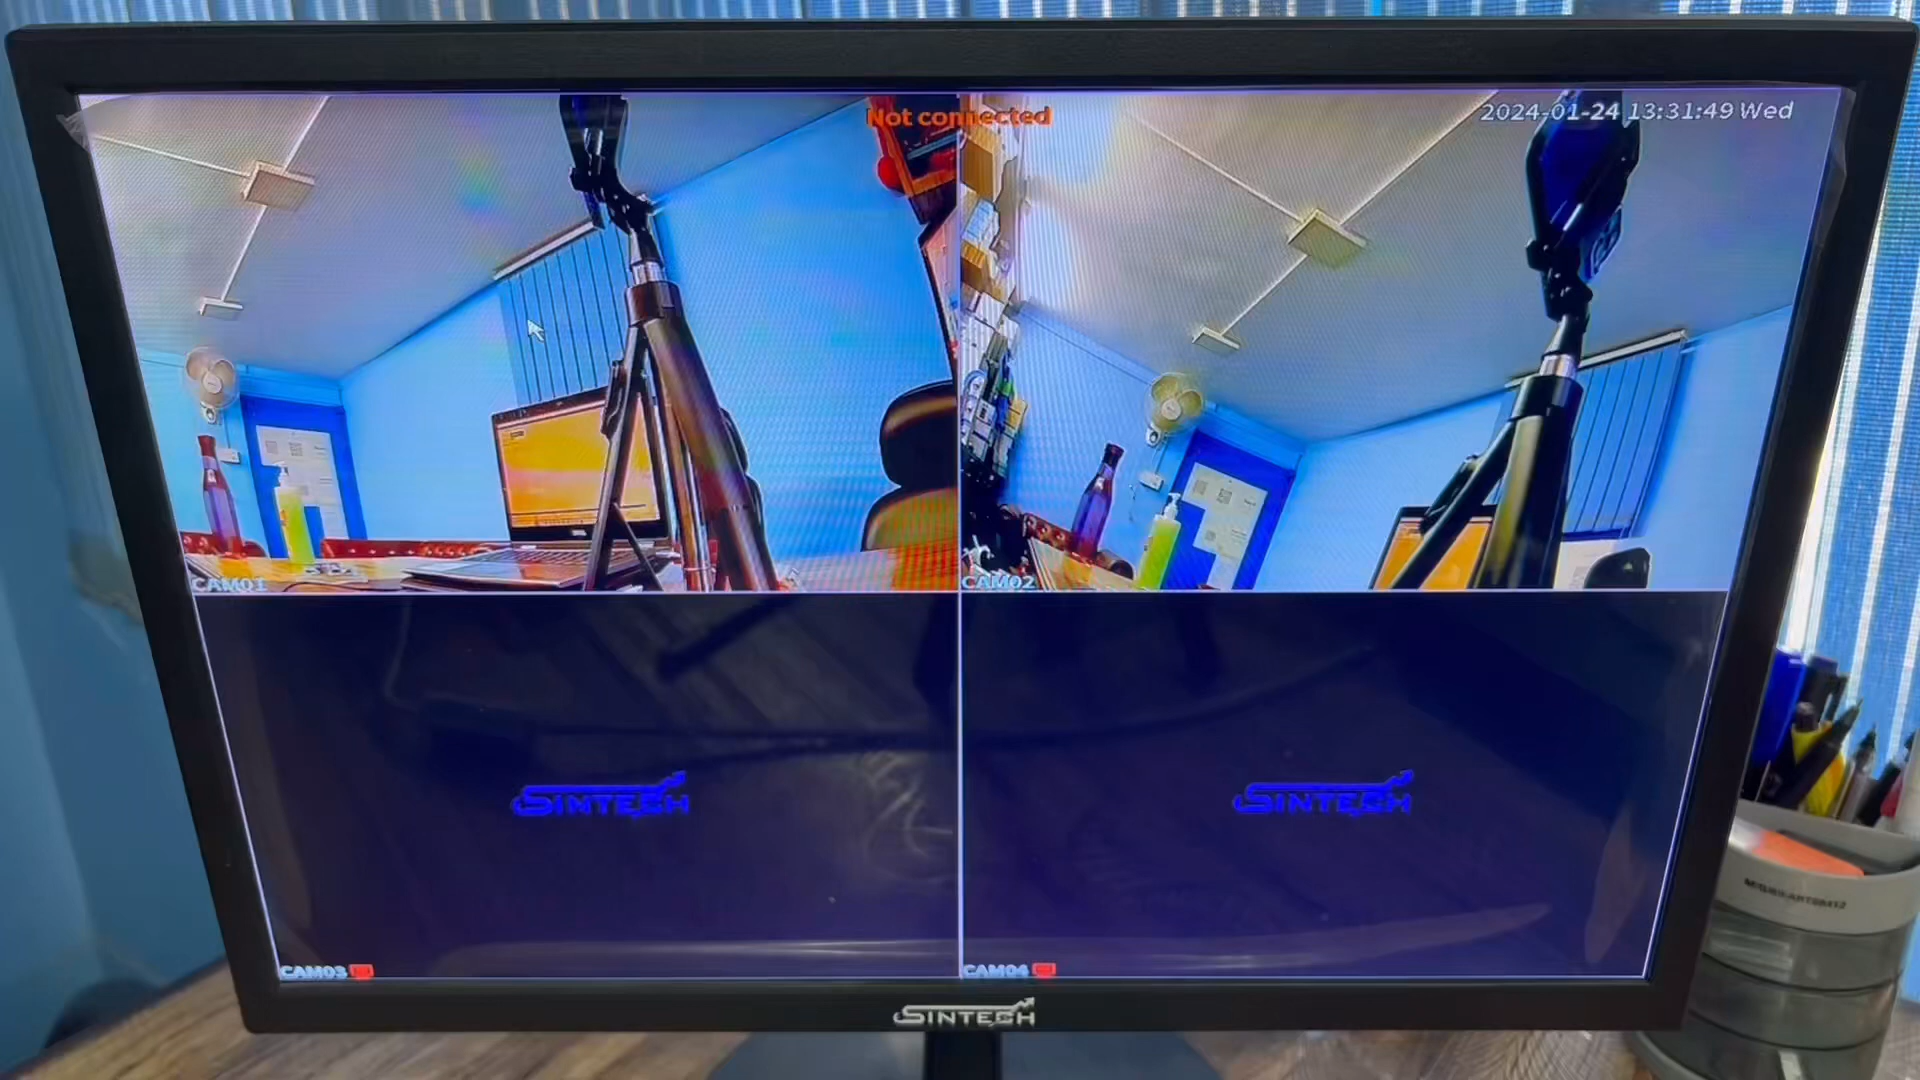 Not connected
2024-01-24 13:31:49 Wed
CAM01
CAM02
SINTECH
SINTECH
CAM03
CAM04
SINTECH